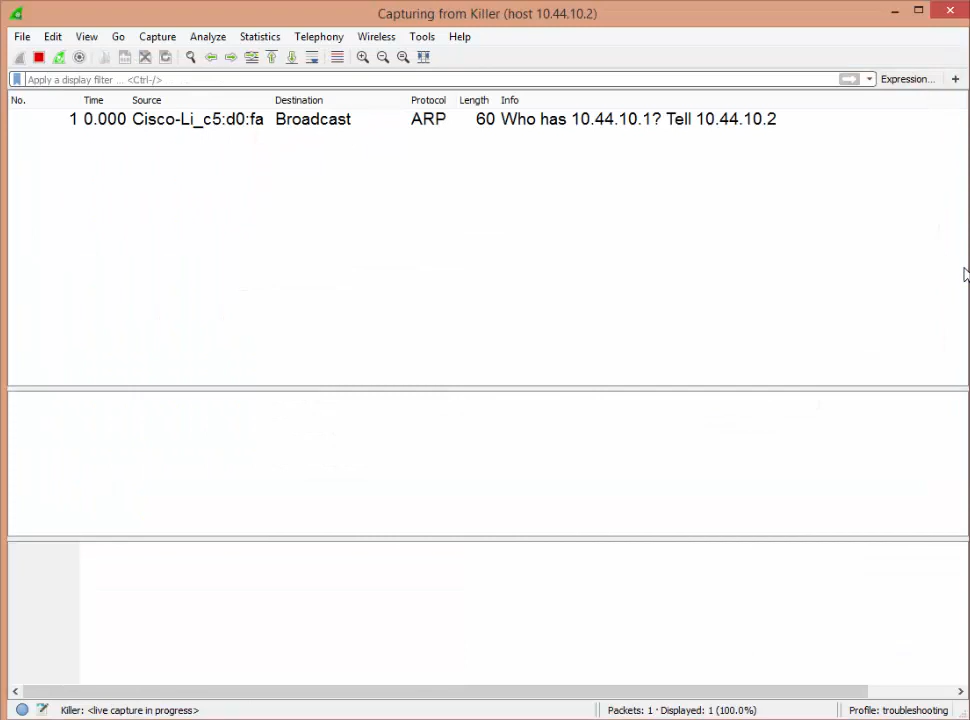 Capturing from Killer (host 10.44.10.2)
File Edit View Go Capture Analyze Statistics Telephony Wireless Tools Help
Apply a display filter ... <Ctrl-/> Expression... +
No. Time Source Destination Protocol Length Info
1 0.000 Cisco-Li_c5:d0:fa Broadcast ARP 60 Who has 10.44.10.1? Tell 10.44.10.2
Killer: <live capture in progress> Packets: 1 · Displayed: 1 (100.0%) Profile: troubleshooting